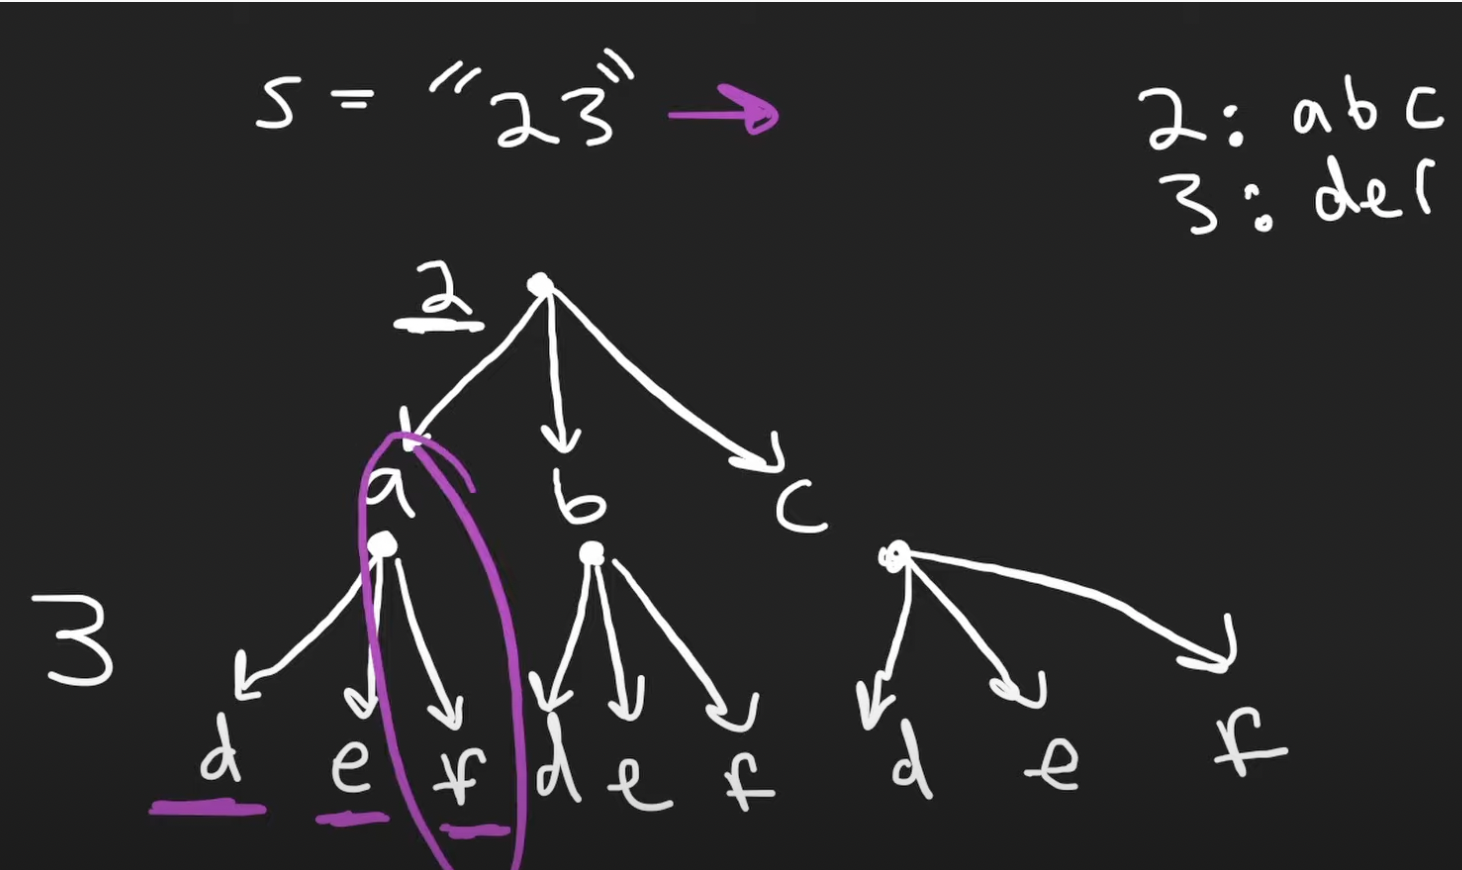 S = "23" →
2: abc
3: def
2
a b c
3
d e f d e f d e f